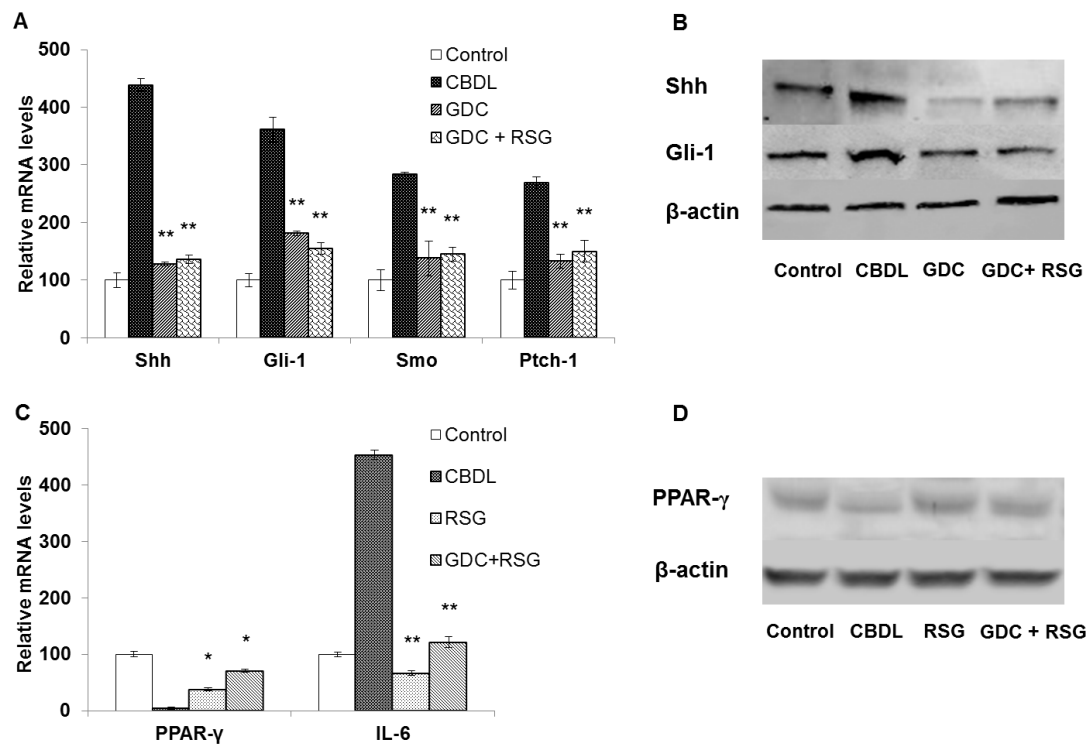 A
Relative mRNA levels
500
400
300
200
100
0
Control
CBDL
GDC
GDC + RSG
** **
** **
** **
** **
Shh Gli-1 Smo Ptch-1
B
Shh
Gli-1
β-actin
Control CBDL GDC GDC+ RSG
C
Relative mRNA levels
500
400
300
200
100
0
Control
CBDL
RSG
GDC+RSG
* *
** **
PPAR-γ IL-6
D
PPAR-γ
β-actin
Control CBDL RSG GDC + RSG